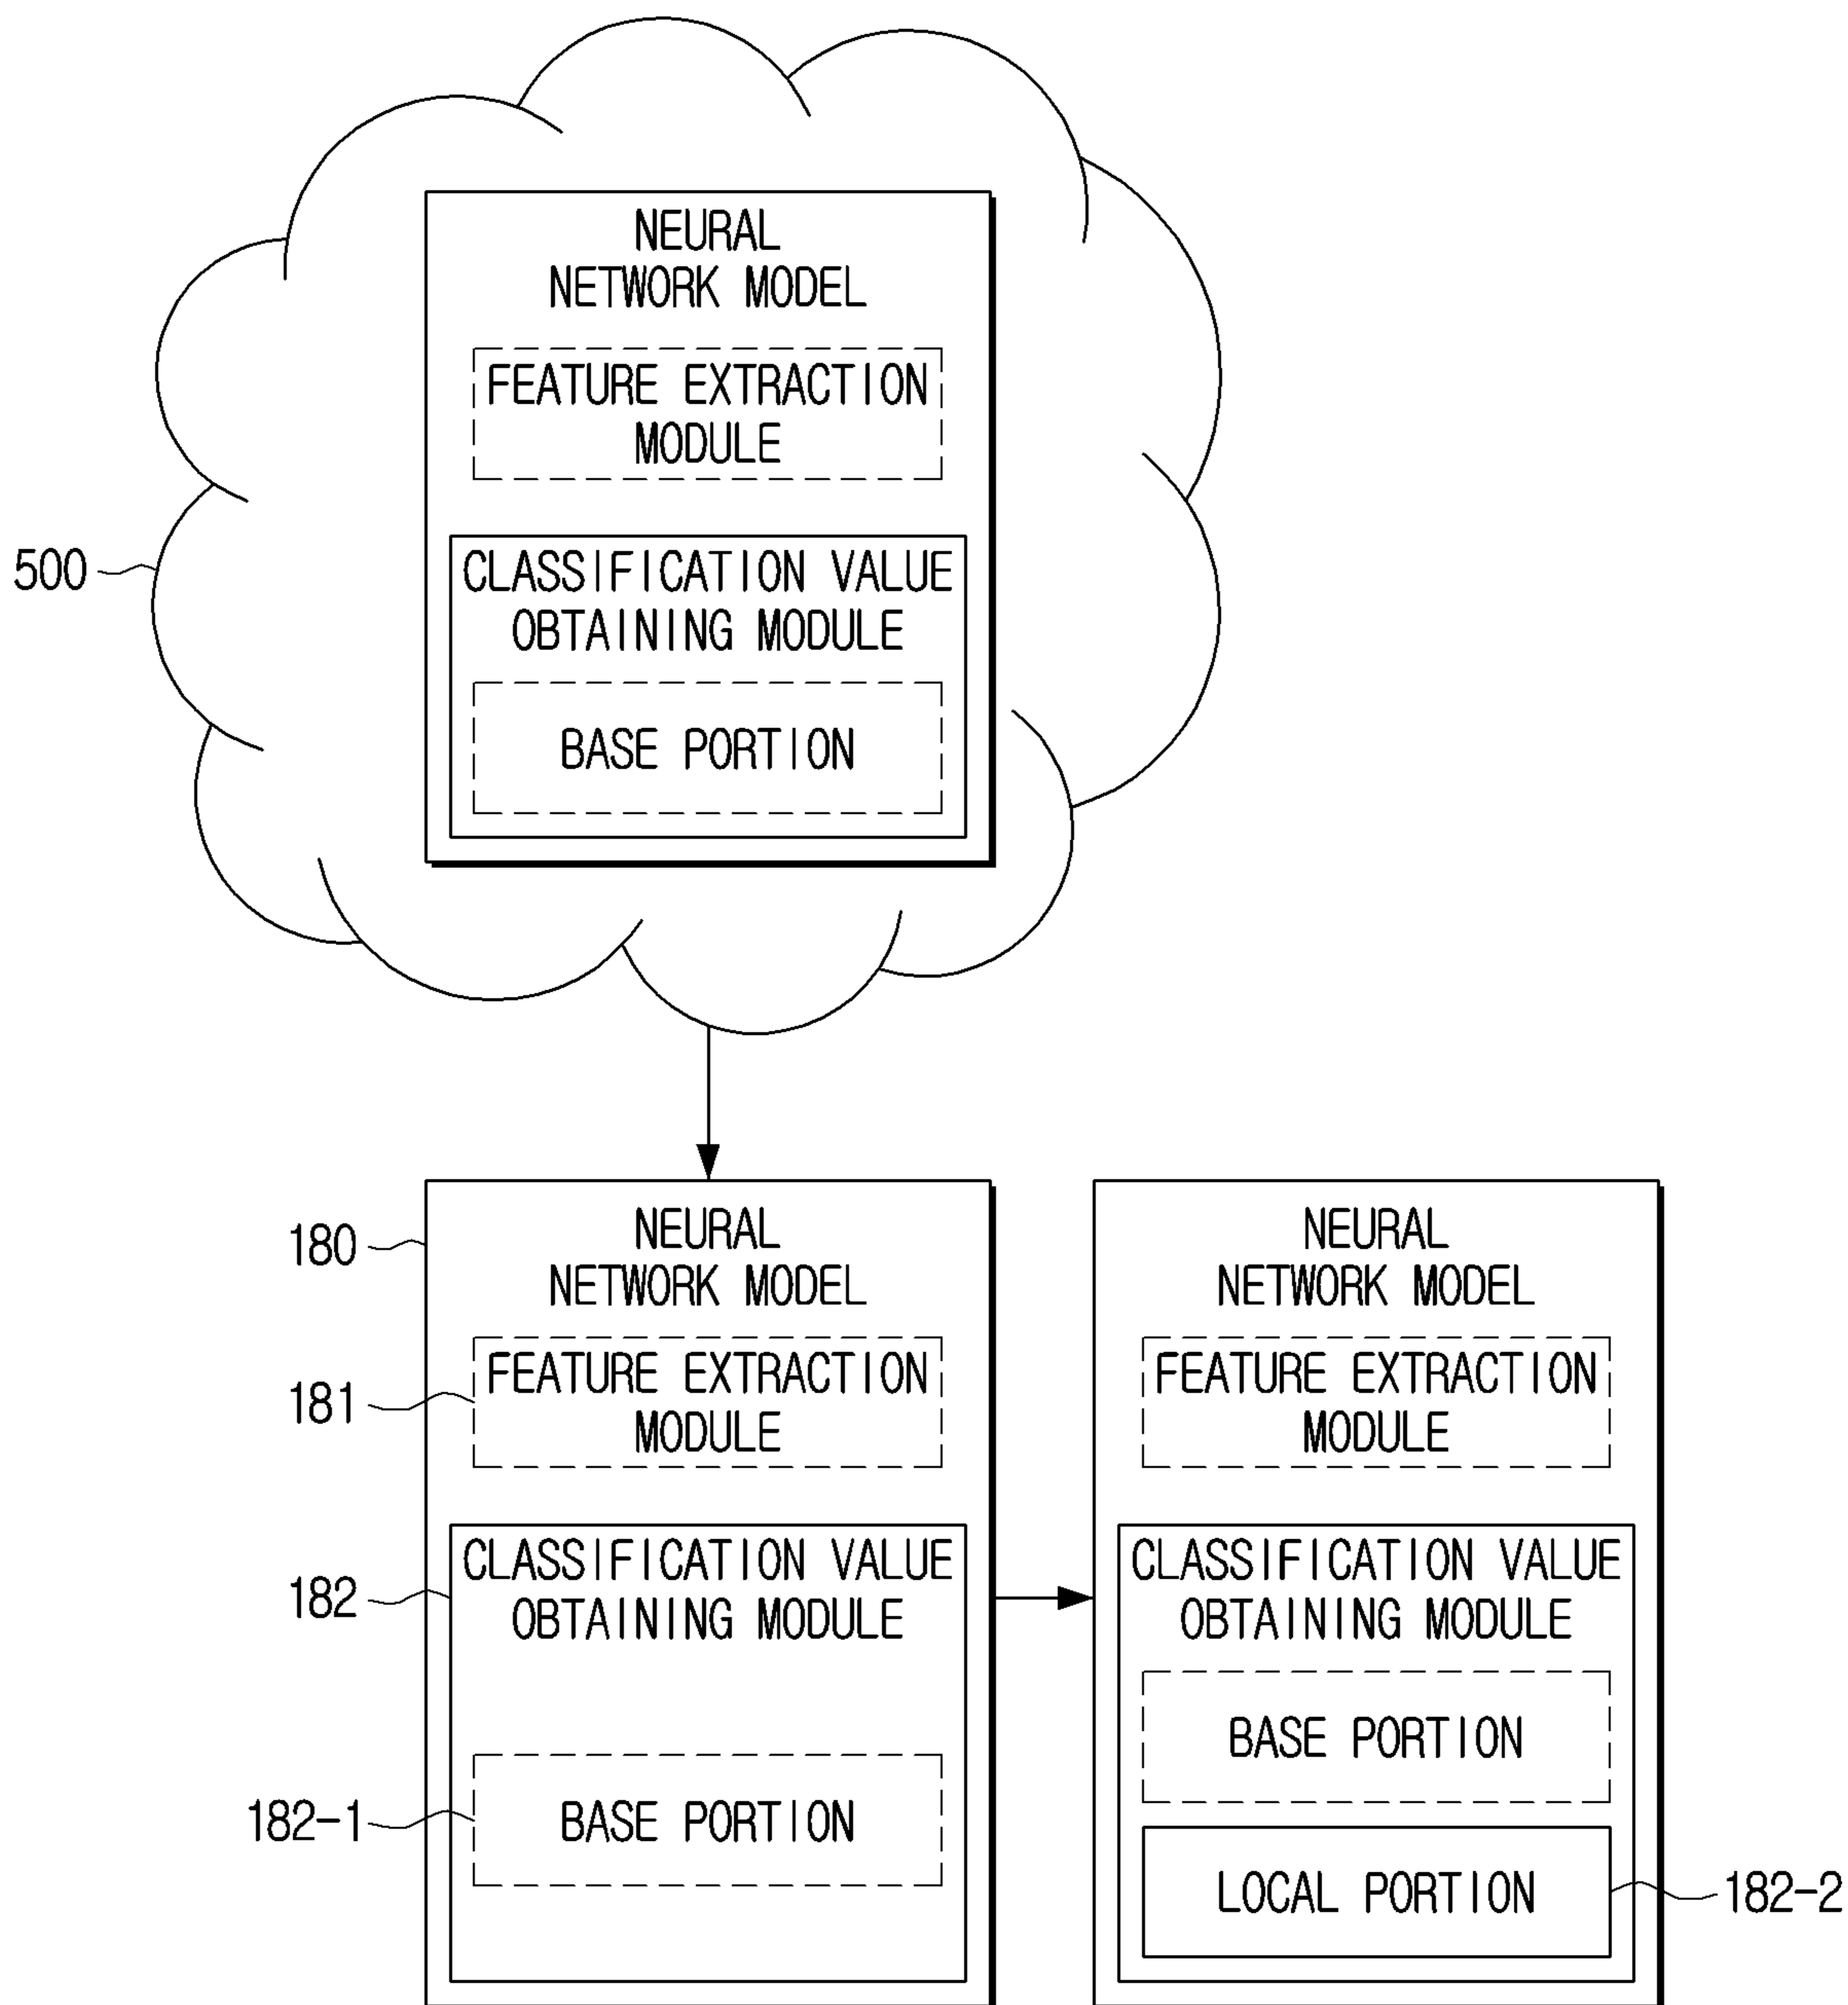 NEURAL
NETWORK MODEL
FEATURE EXTRACTION
MODULE
500
CLASSIFICATION VALUE
OBTAINING MODULE
BASE PORTION
180
NEURAL
NETWORK MODEL
181
FEATURE EXTRACTION
MODULE
182
CLASSIFICATION VALUE
OBTAINING MODULE
182-1
BASE PORTION
NEURAL
NETWORK MODEL
FEATURE EXTRACTION
MODULE
CLASSIFICATION VALUE
OBTAINING MODULE
BASE PORTION
LOCAL PORTION
182-2